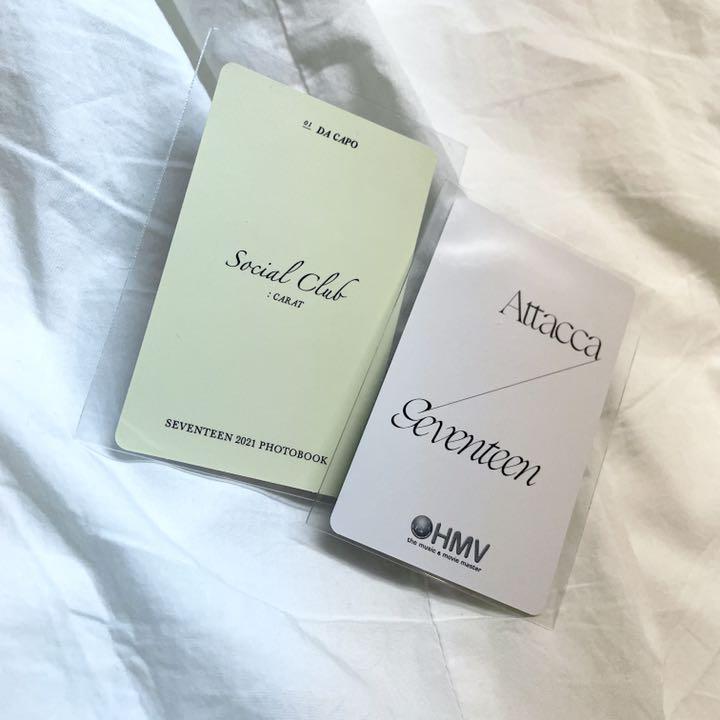 01 DA CAPO
Social Club
: CARAT
SEVENTEEN 2021 PHOTOBOOK
Attacca
Seventeen
HMV
the music & movie master